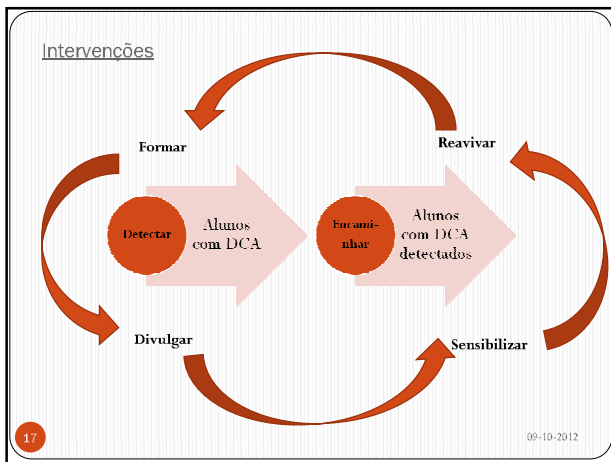 Intervenções
Formar
Reavivar
Detectar
Alunos
com DCA
Encami-
nhar
Alunos
com DCA
detectados
Divulgar
Sensibilizar
17
09-10-2012